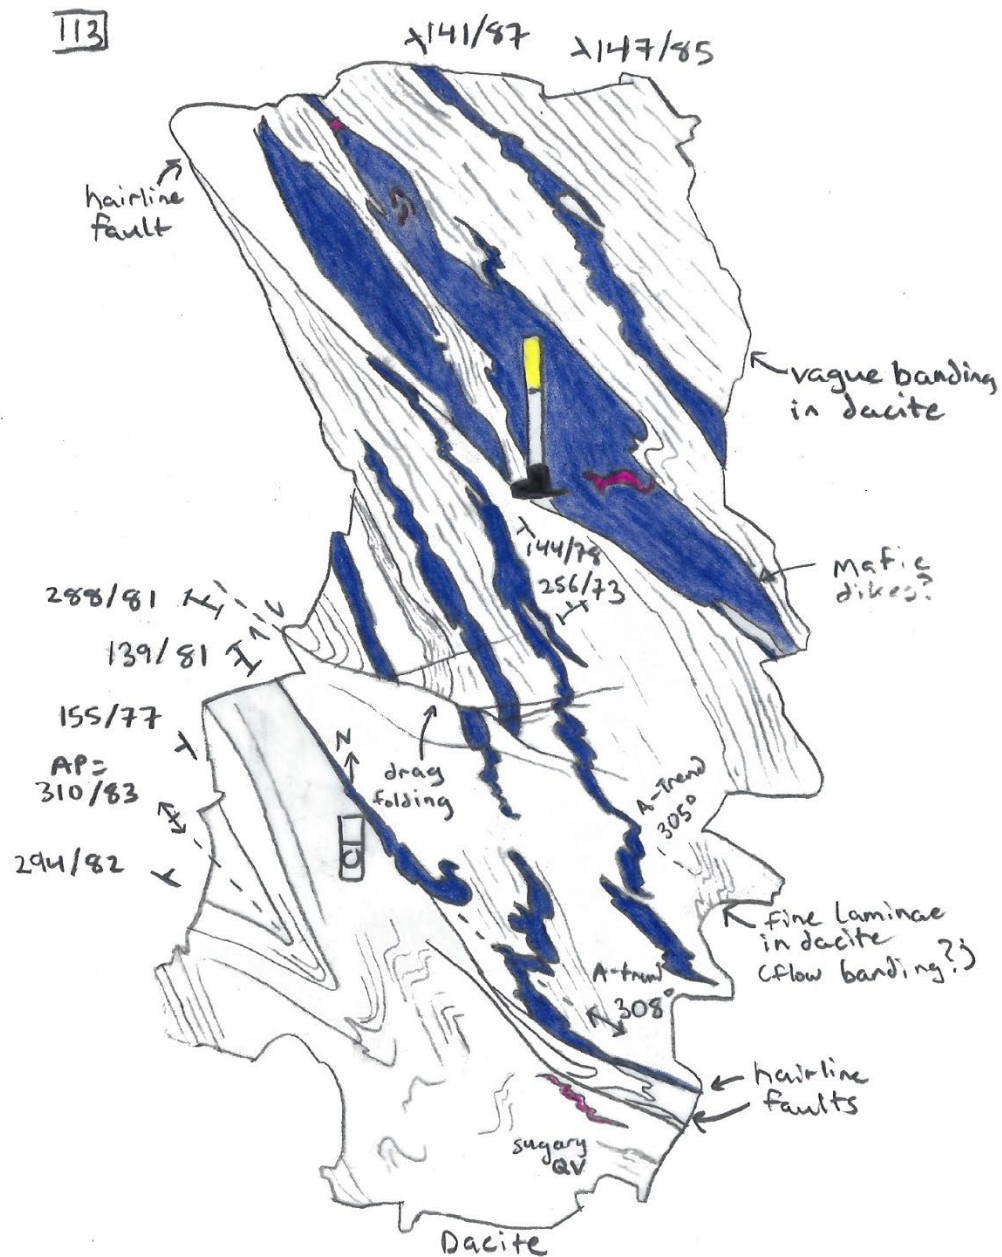 113
141/87
147/85
hairline
fault
vague banding
in dacite
144/78
256/73
mafic
dikes?
288/81
139/81
155/77
AP=
310/83
294/82
N
drag
folding
A-trend
305°
fine laminae
in dacite
(flow banding?)
A-trend
308°
hairline
faults
sugary
QV
Dacite